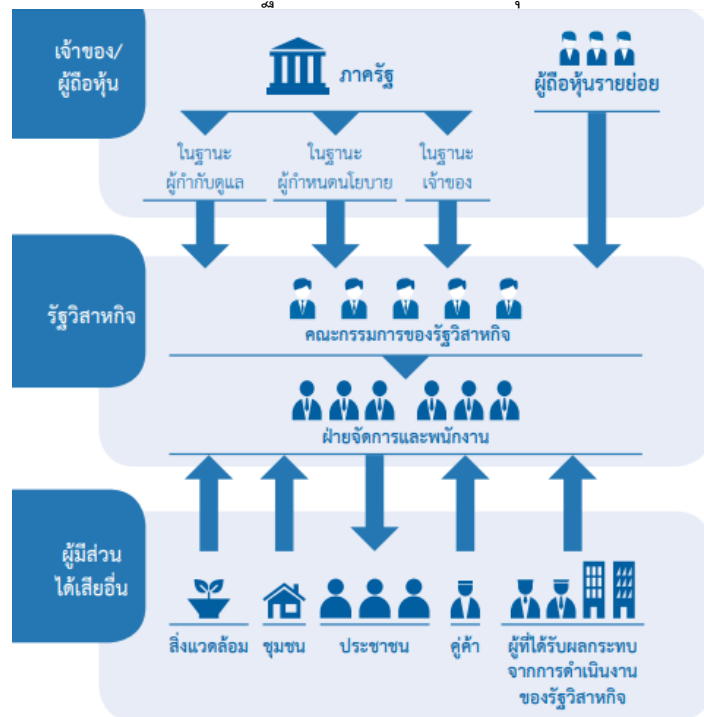 เจ้าของ/
ผู้ถือหุ้น
ภาครัฐ
ผู้ถือหุ้นรายย่อย
ในฐานะ
ผู้กำกับดูแล
ในฐานะ
ผู้กำหนดนโยบาย
ในฐานะ
เจ้าของ
รัฐวิสาหกิจ
คณะกรรมการของรัฐวิสาหกิจ
ฝ่ายจัดการและพนักงาน
ผู้มีส่วน
ได้เสียอื่น
สิ่งแวดล้อม
ชุมชน
ประชาชน
คู่ค้า
ผู้ที่ได้รับผลกระทบ
จากการดำเนินงาน
ของรัฐวิสาหกิจ